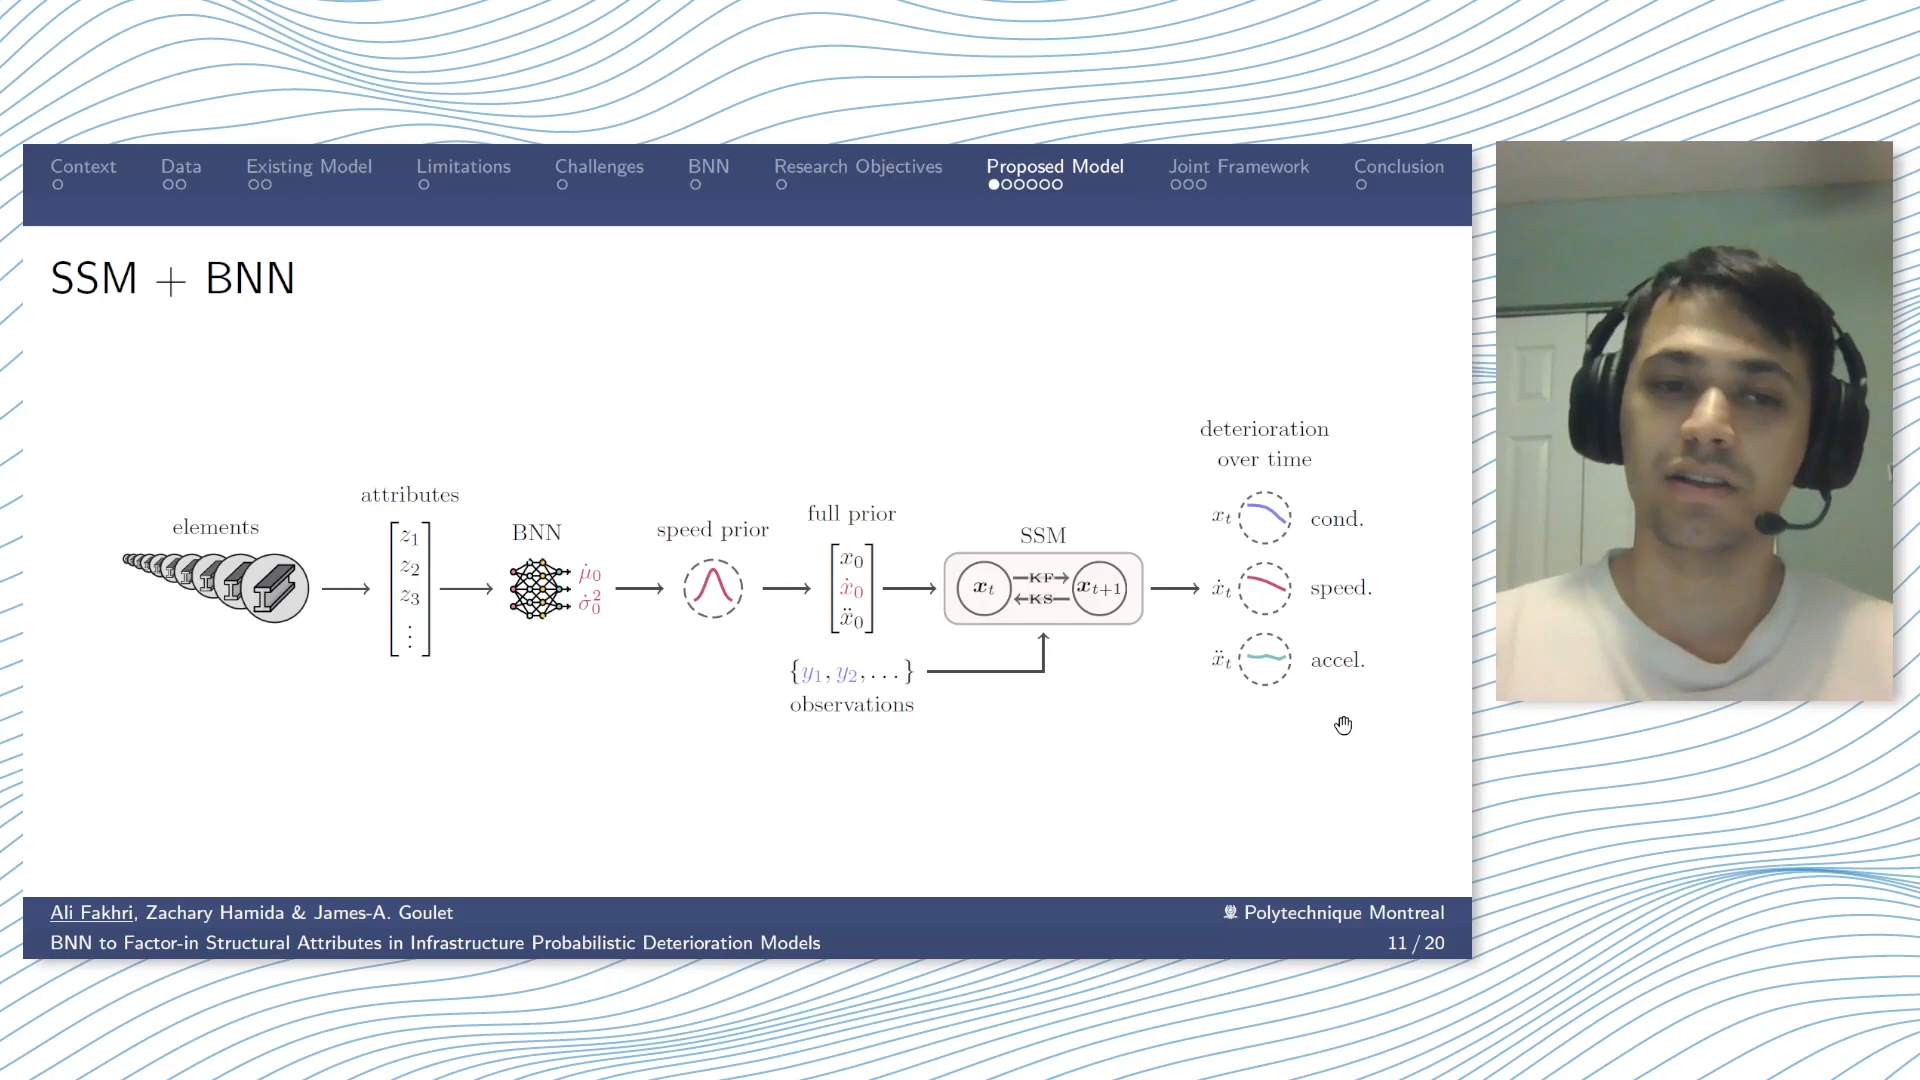 Context Data Existing Model Limitations Challenges BNN Research Objectives Proposed Model Joint Framework Conclusion
SSM + BNN
elements
attributes
z₁
z₂
z₃
⋮
BNN
μ̇₀
σ̇₀²
speed prior
full prior
x₀
ẋ₀
ẍ₀
{y₁, y₂, . . . }
observations
SSM
xₜ KF xₜ₊₁
KS
deterioration
over time
xₜ cond.
ẋₜ speed.
ẍₜ accel.
Ali Fakhri, Zachary Hamida & James-A. Goulet Polytechnique Montreal
BNN to Factor-in Structural Attributes in Infrastructure Probabilistic Deterioration Models 11 / 20